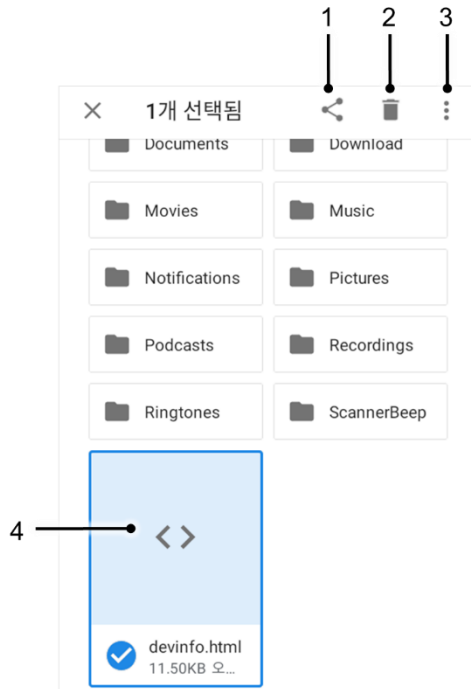 1 2 3
1개 선택됨
Documents Download
Movies Music
Notifications Pictures
Podcasts Recordings
Ringtones ScannerBeep
4
devinfo.html
11.50KB 오...